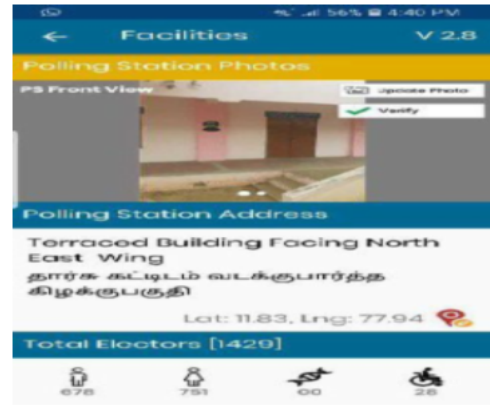 56% 4:40 PM
← Facilities V 2.8
Polling Station Photos
PS Front View
Update Photo
Verify
Polling Station Address
Terraced Building Facing North
East Wing
தார்சு கட்டிடம் வடக்குபார்த்த
கிழக்குபகுதி
Lat: 11.83, Lng: 77.94
Total Electors [1429]
678 751 00 28